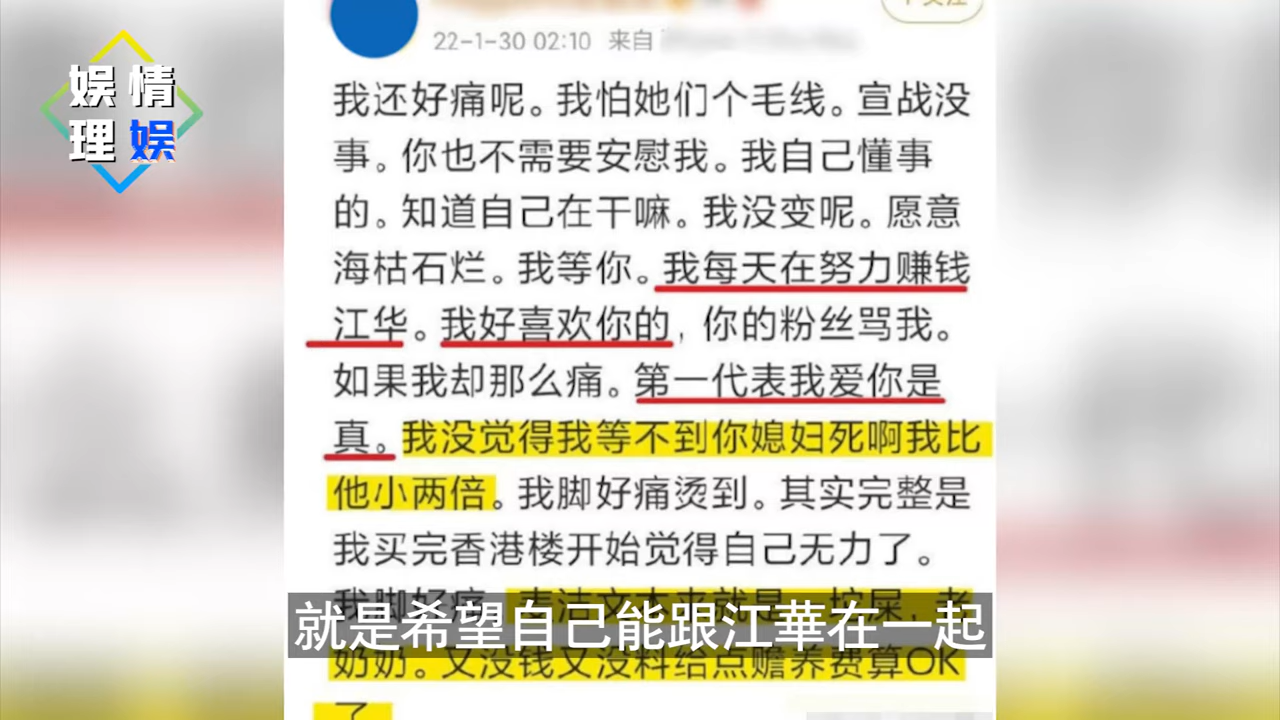 娱情
理娱
22-1-30 02:10 来自
我还好痛呢。我怕她们个毛线。宣战没
事。你也不需要安慰我。我自己懂事
的。知道自己在干嘛。我没变呢。愿意
海枯石烂。我等你。我每天在努力赚钱
江华。我好喜欢你的，你的粉丝骂我。
如果我却那么痛。第一代表我爱你是
真。我没觉得我等不到你媳妇死啊我比
他小两倍。我脚好痛烫到。其实完整是
我买完香港楼开始觉得自己无力了。
我脚好痛。
就是希望自己能跟江華在一起
奶奶。又没钱又没料给点赡养费算OK
了